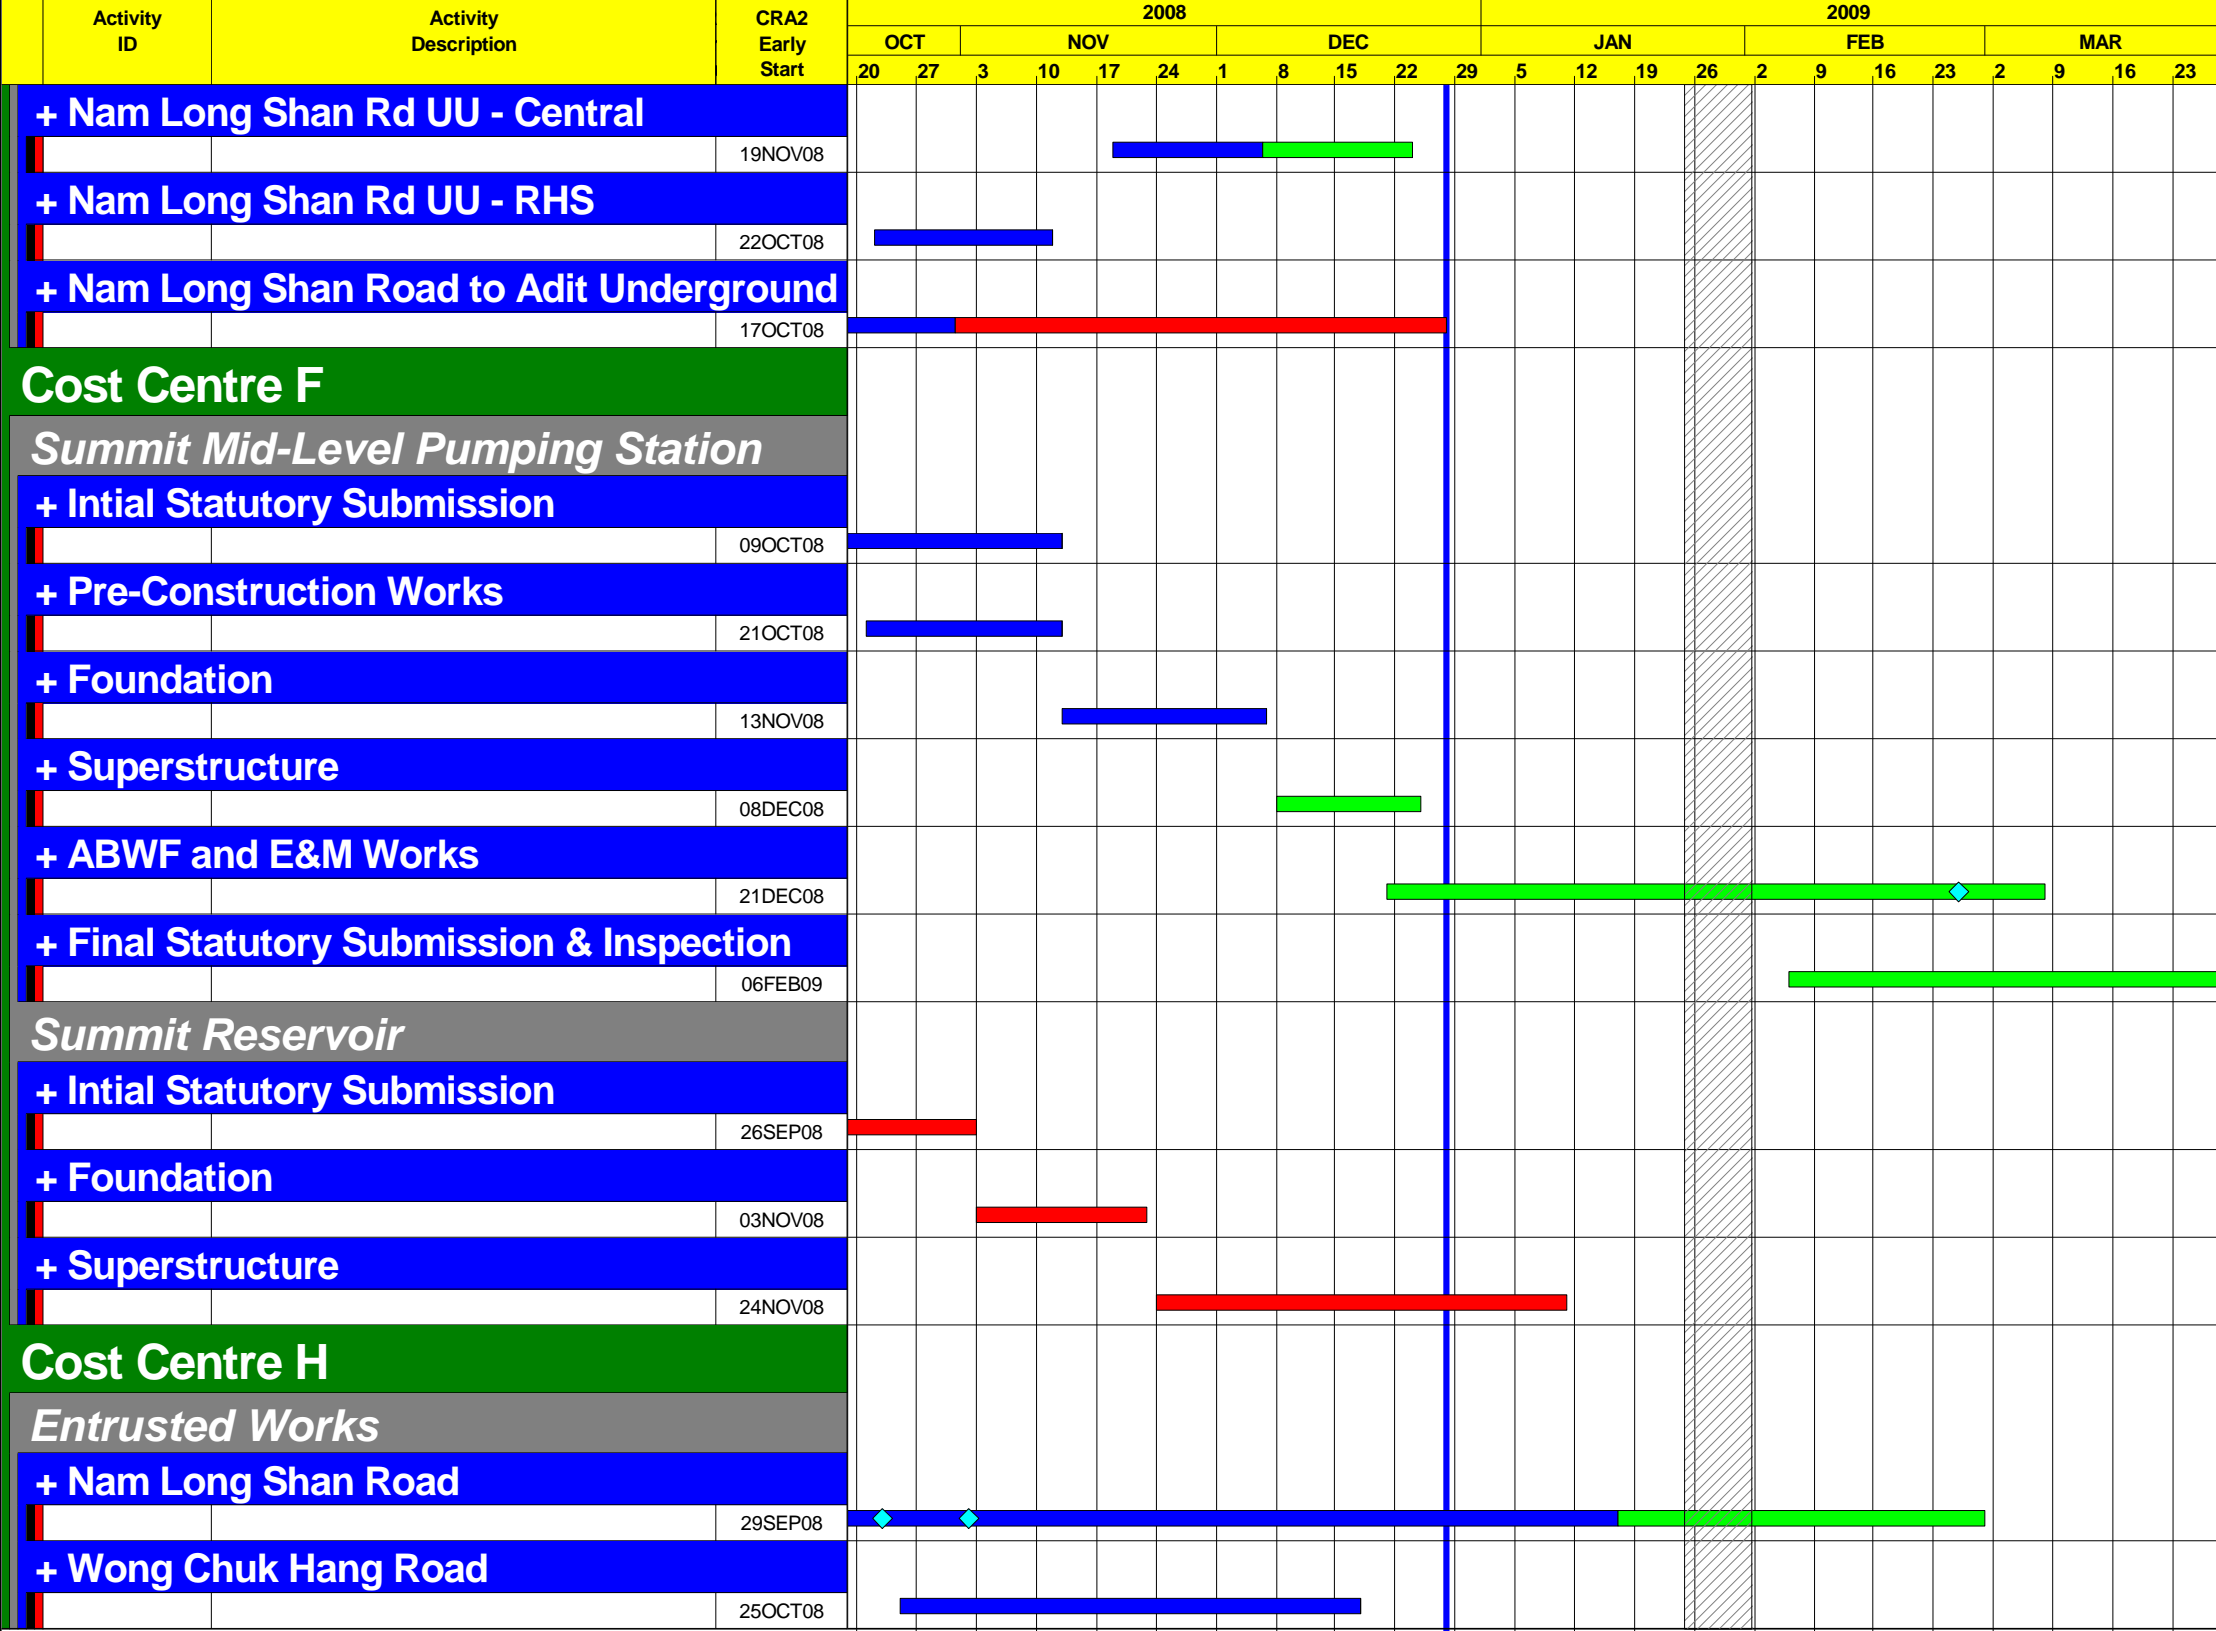 Activity ID
Activity Description
CRA2 Early Start
2008 2009
OCT NOV DEC JAN FEB MAR
20 27 3 10 17 24 1 8 15 22 29 5 12 19 26 2 9 16 23 2 9 16 23
+ Nam Long Shan Rd UU - Central
19NOV08
+ Nam Long Shan Rd UU - RHS
22OCT08
+ Nam Long Shan Road to Adit Underground
17OCT08
Cost Centre F
Summit Mid-Level Pumping Station
+ Intial Statutory Submission
09OCT08
+ Pre-Construction Works
21OCT08
+ Foundation
13NOV08
+ Superstructure
08DEC08
+ ABWF and E&M Works
21DEC08
+ Final Statutory Submission & Inspection
06FEB09
Summit Reservoir
+ Intial Statutory Submission
26SEP08
+ Foundation
03NOV08
+ Superstructure
24NOV08
Cost Centre H
Entrusted Works
+ Nam Long Shan Road
29SEP08
+ Wong Chuk Hang Road
25OCT08